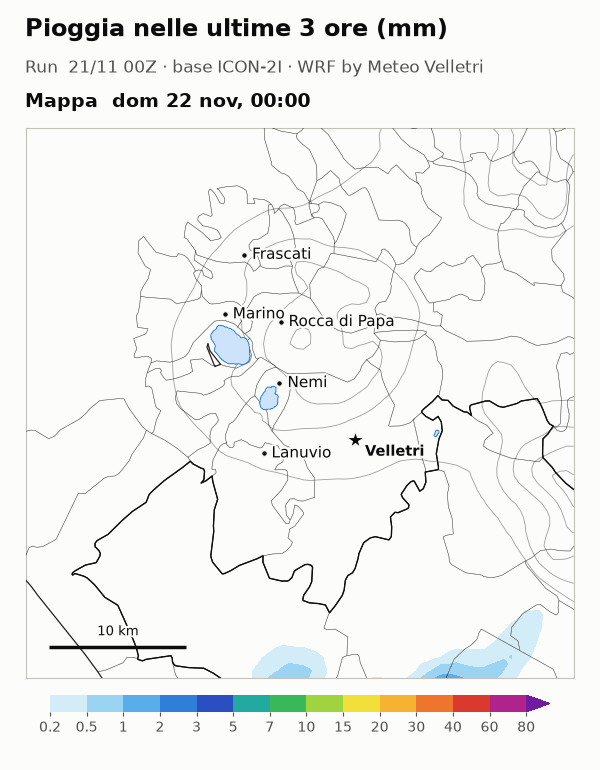 Pioggia nelle ultime 3 ore (mm)
Run  21/11 00Z · base ICON-2I · WRF by Meteo Velletri
Mappa  dom 22 nov, 00:00
Frascati
Marino
Rocca di Papa
Nemi
Velletri
Lanuvio
10 km
0.2 0.5 1 2 3 5 7 10 15 20 30 40 60 80